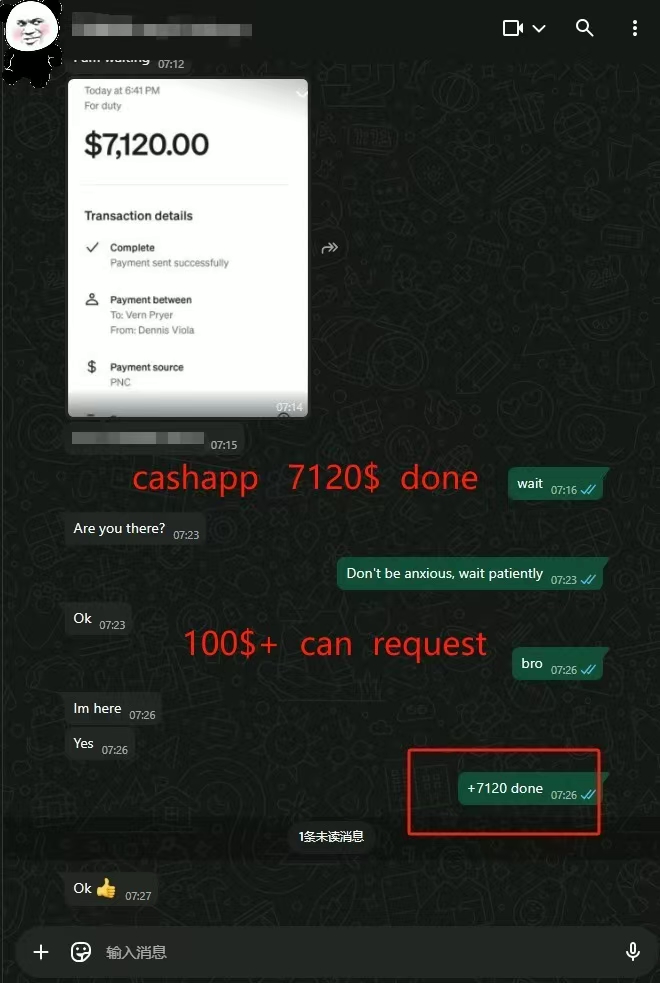 07:12
Today at 6:41 PM
For duty
$7,120.00
Transaction details
Complete
Payment sent successfully
Payment between
To: Vern Pryer
From: Dennis Viola
Payment source
PNC
07:14
07:15
cashapp 7120$ done
wait 07:16
Are you there? 07:23
Don't be anxious, wait patiently 07:23
Ok 07:23
100$+ can request
bro 07:26
Im here 07:26
Yes 07:26
+7120 done 07:26
1条未读消息
Ok 👍 07:27
输入消息